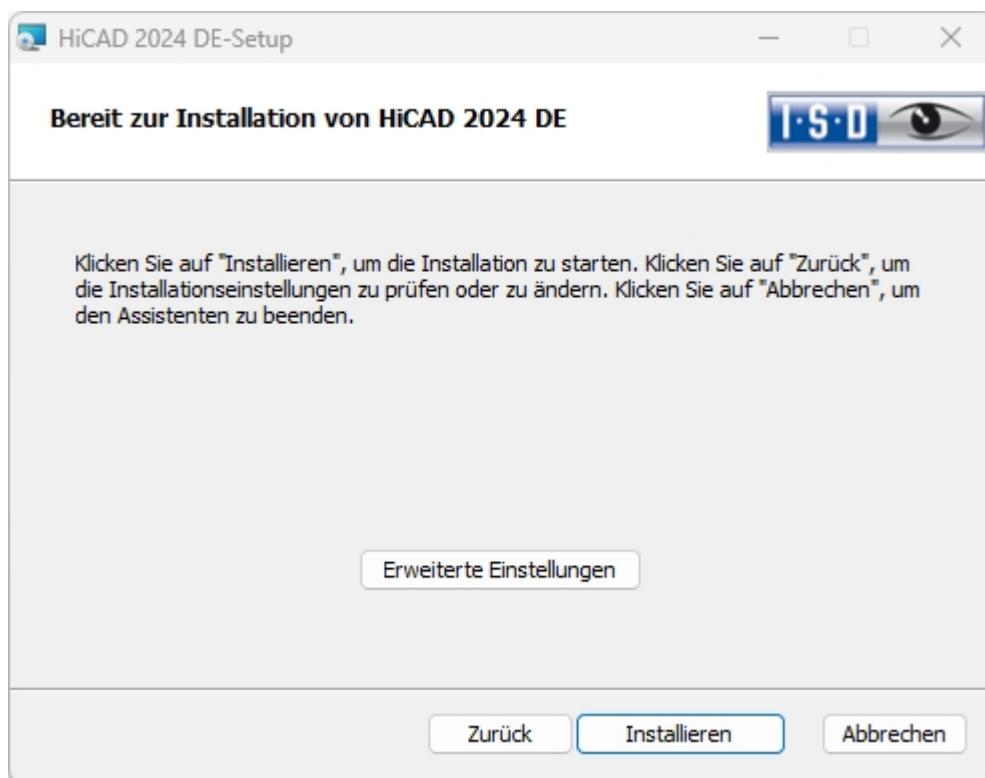 HiCAD 2024 DE-Setup
Bereit zur Installation von HiCAD 2024 DE
I·S·D
Klicken Sie auf "Installieren", um die Installation zu starten. Klicken Sie auf "Zurück", um
die Installationseinstellungen zu prüfen oder zu ändern. Klicken Sie auf "Abbrechen", um
den Assistenten zu beenden.
Erweiterte Einstellungen
Zurück
Installieren
Abbrechen